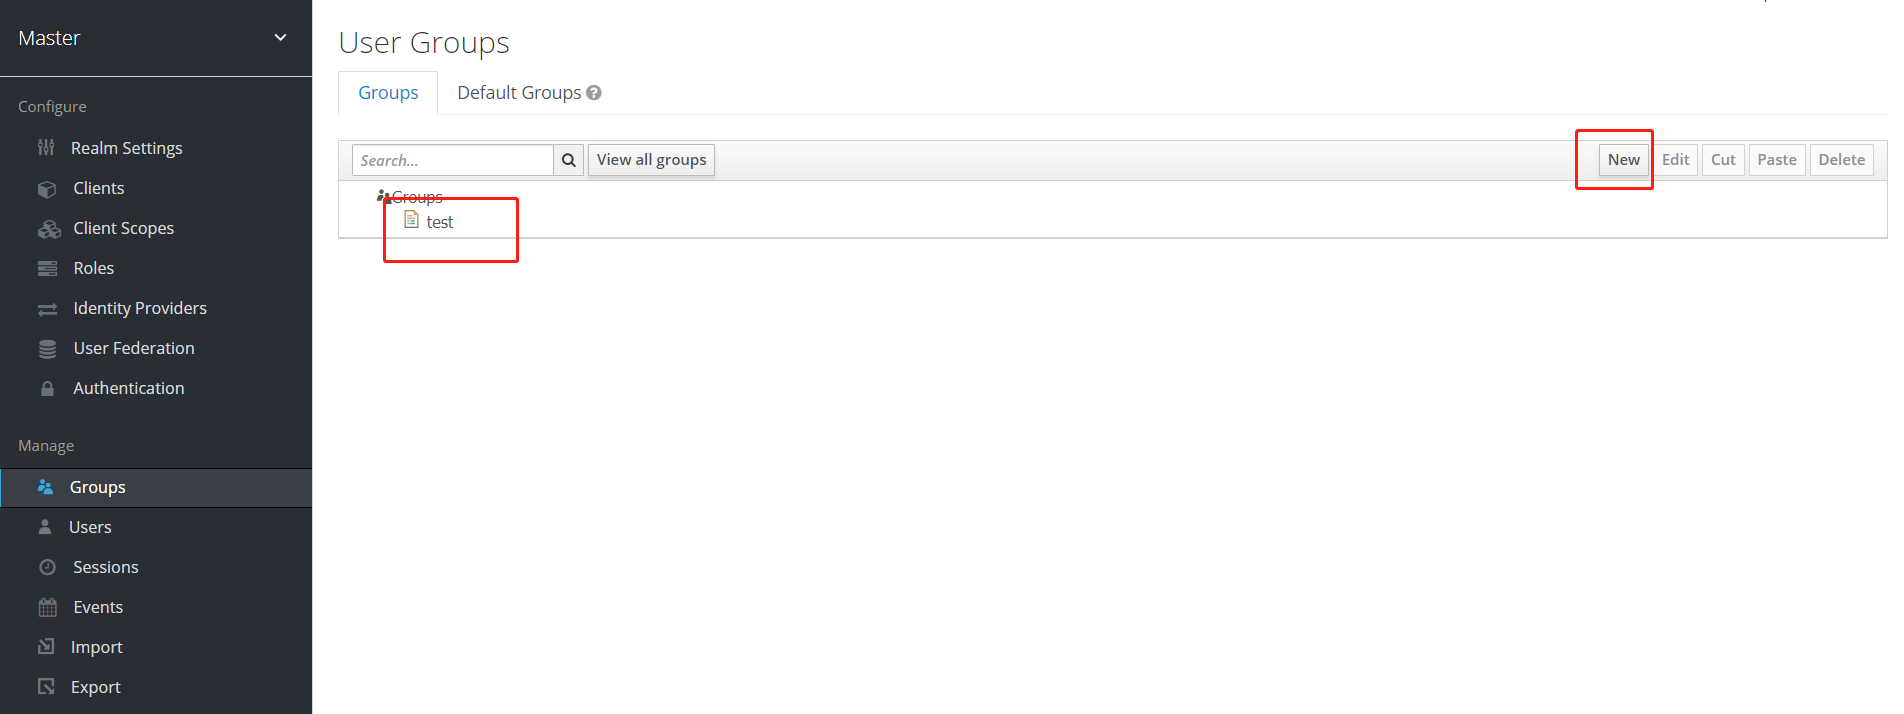 Master
Configure
Realm Settings
Clients
Client Scopes
Roles
Identity Providers
User Federation
Authentication
Manage
Groups
Users
Sessions
Events
Import
Export
User Groups
Groups Default Groups ?
Search... View all groups New Edit Cut Paste Delete
Groups
test